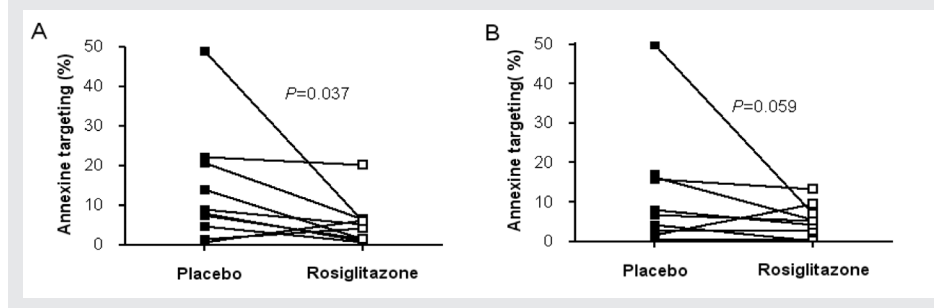 A
Annexine targeting (%)
50
40
30
20
10
0
P=0.037
Placebo
Rosiglitazone
B
Annexine targeting( %)
50
40
30
20
10
0
P=0.059
Placebo
Rosiglitazone